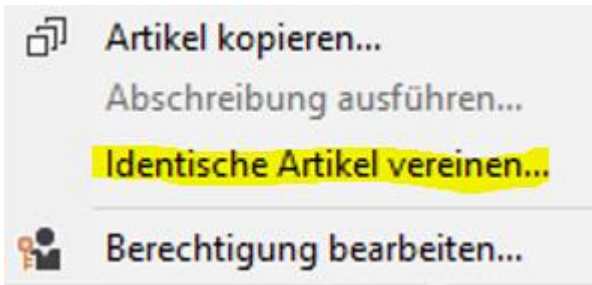 Artikel kopieren...
Abschreibung ausführen...
Identische Artikel vereinen...
Berechtigung bearbeiten...